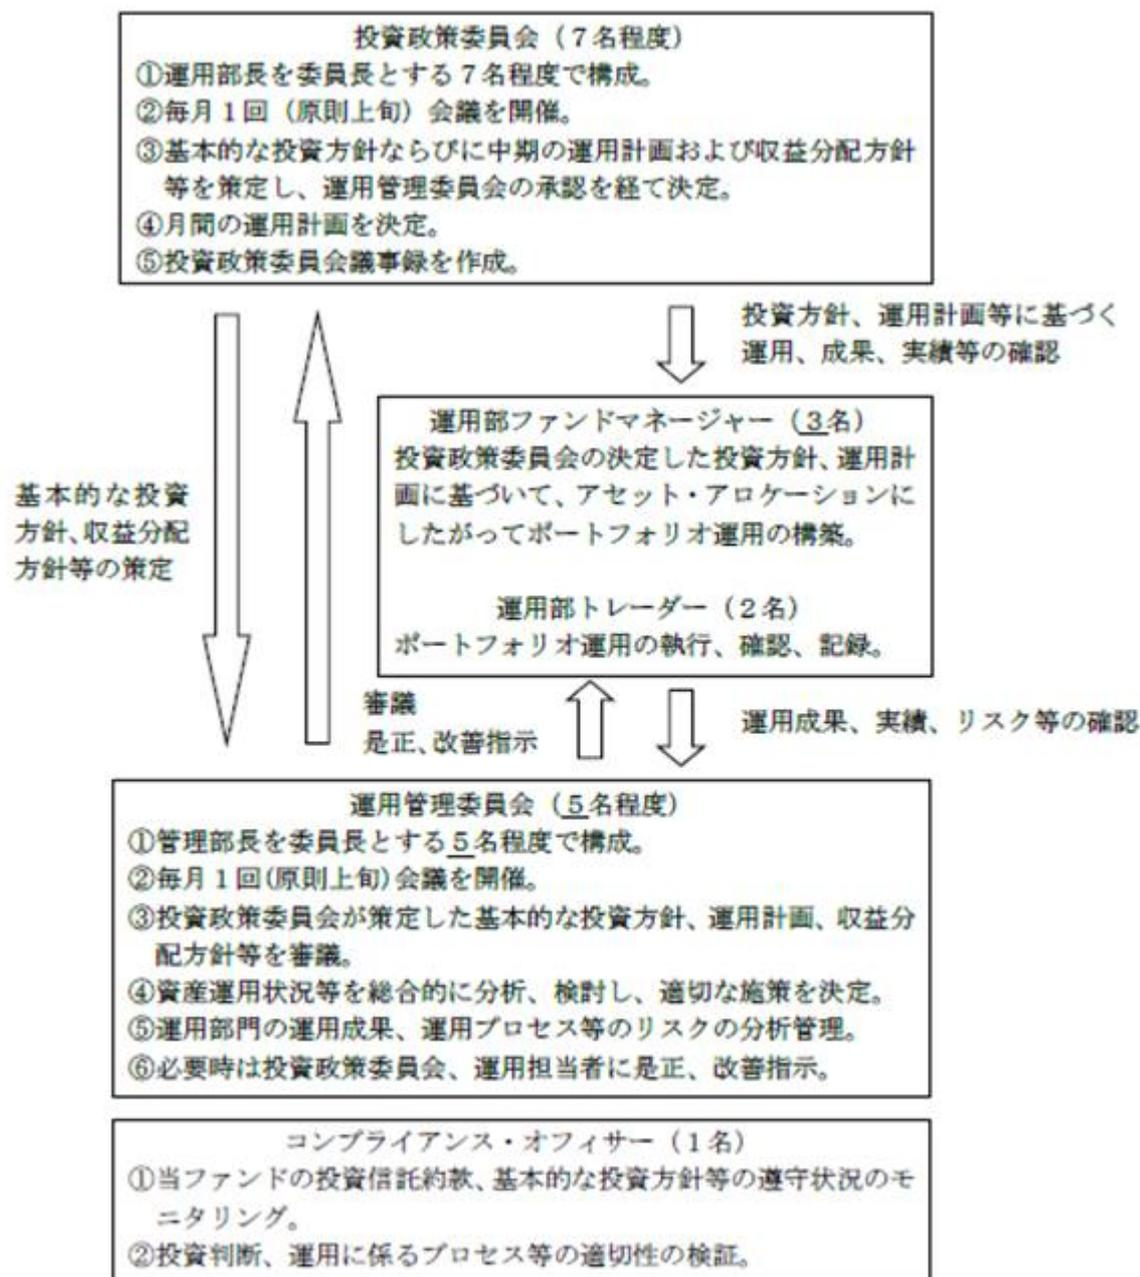 投資政策委員会（７名程度）
①運用部長を委員長とする７名程度で構成。
②毎月１回（原則上旬）会議を開催。
③基本的な投資方針ならびに中期の運用計画および収益分配方針
等を策定し、運用管理委員会の承認を経て決定。
④月間の運用計画を決定。
⑤投資政策委員会議事録を作成。
投資方針、運用計画等に基づく
運用、成果、実績等の確認
運用部ファンドマネージャー（３名）
投資政策委員会の決定した投資方針、運用計
画に基づいて、アセット・アロケーションに
したがってポートフォリオ運用の構築。
運用部トレーダー（２名）
ポートフォリオ運用の執行、確認、記録。
基本的な投資
方針、収益分配
方針等の策定
審議
是正、改善指示
運用成果、実績、リスク等の確認
運用管理委員会（５名程度）
①管理部長を委員長とする５名程度で構成。
②毎月１回(原則上旬)会議を開催。
③投資政策委員会が策定した基本的な投資方針、運用計画、収益分
配方針等を審議。
④資産運用状況等を総合的に分析、検討し、適切な施策を決定。
⑤運用部門の運用成果、運用プロセス等のリスクの分析管理。
⑥必要時は投資政策委員会、運用担当者に是正、改善指示。
コンプライアンス・オフィサー（１名）
①当ファンドの投資信託約款、基本的な投資方針等の遵守状況のモ
ニタリング。
②投資判断、運用に係るプロセス等の適切性の検証。